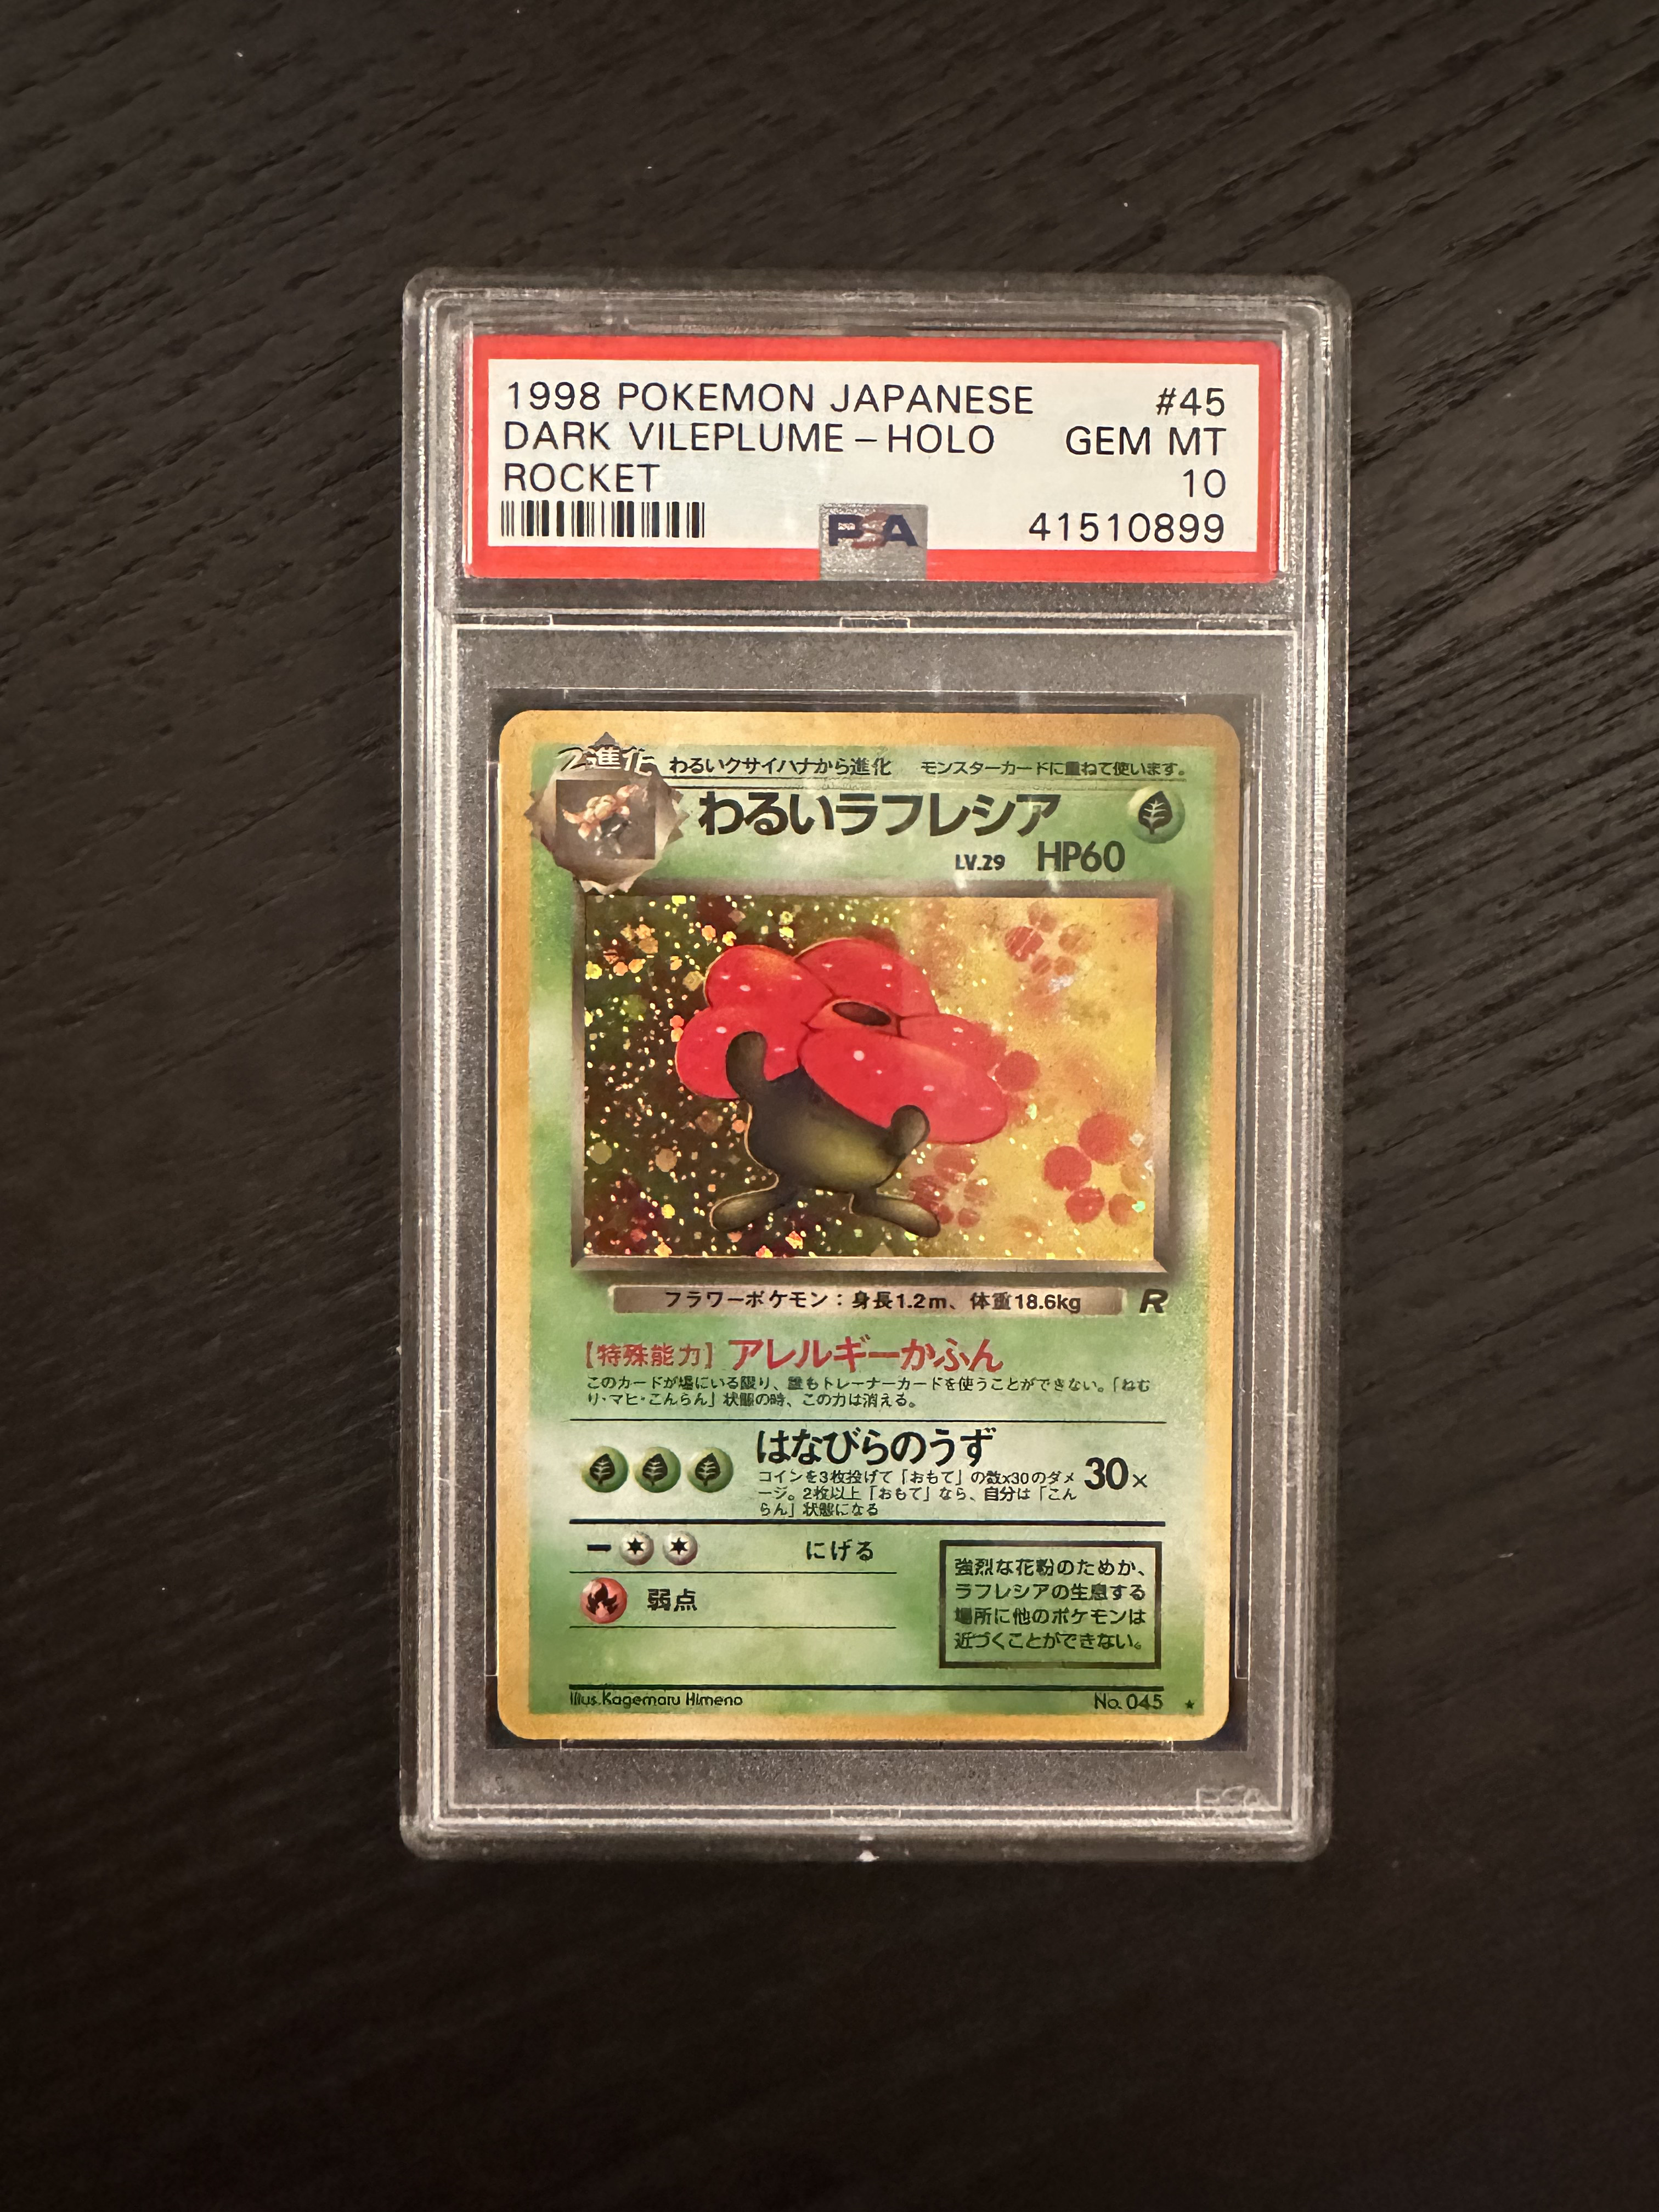 1998 POKEMON JAPANESE #45
DARK VILEPLUME - HOLO GEM MT
ROCKET 10
PSA 41510899
2進化 わるいクサイハナから進化 モンスターカードに重ねて使います。
わるいラフレシア
LV.29 HP60
フラワーポケモン：身長1.2m、体重18.6kg R
【特殊能力】アレルギーかふん
このカードが場にいる限り、誰もトレーナーカードを使うことができない。「ねむ
り・マヒ・こんらん」状態の時、この力は消える。
はなびらのうず
コインを3枚投げて「おもて」の数x30のダメ
ージ。2枚以上「おもて」なら、自分は「こん
らん」状態になる
30×
にげる
弱点
強烈な花粉のためか、
ラフレシアの生息する
場所に他のポケモンは
近づくことができない。
Illus.Kagemaru Himeno No. 045 ★
PSA